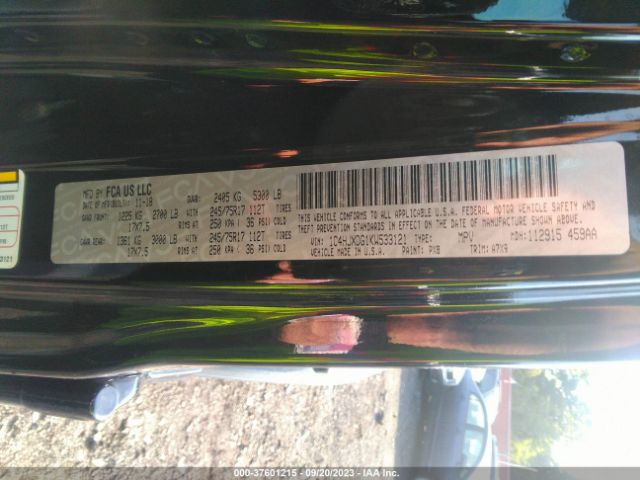 MFD BY FCA US LLC
DATE OF MFR 11-18
GVWR: 2405 KG 5300 LB
GAWR FRONT: 1225 KG 2700 LB WITH 245/75R17 112T TIRES
17X7.5 RIMS AT 250 KPA ( 36 PSI) COLD
GAWR REAR: 1361 KG 3000 LB WITH 245/75R17 112T TIRES
17X7.5 RIMS AT 250 KPA ( 36 PSI) COLD
THIS VEHICLE CONFORMS TO ALL APPLICABLE U.S.A. FEDERAL MOTOR VEHICLE SAFETY AND
THEFT PREVENTION STANDARDS IN EFFECT ON THE DATE OF MANUFACTURE SHOWN ABOVE.
VIN: 1C4HJXDG1KW533121 TYPE: MPV MDH: 112915 459AA
VEHICLE MADE IN U.S.A. PAINT: PX8 TRIM: A7X9
3121
000-37601215 - 09/20/2023 - IAA Inc.